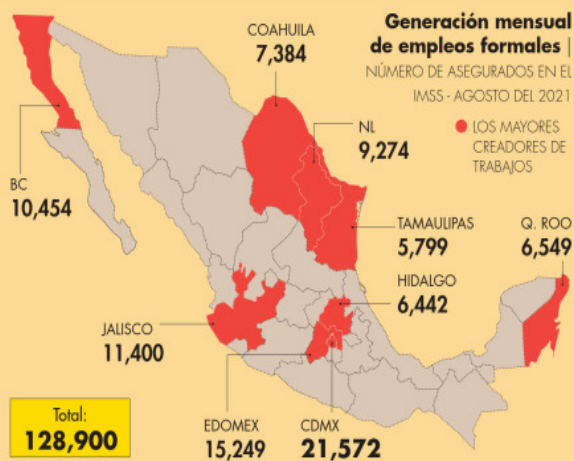 Generación mensual
de empleos formales |
NÚMERO DE ASEGURADOS EN EL
IMSS - AGOSTO DEL 2021
LOS MAYORES
CREADORES DE
TRABAJOS
COAHUILA
7,384
NL
9,274
BC
10,454
TAMAULIPAS
5,799
Q. ROO
6,549
HIDALGO
6,442
JALISCO
11,400
EDOMEX
15,249
CDMX
21,572
Total:
128,900